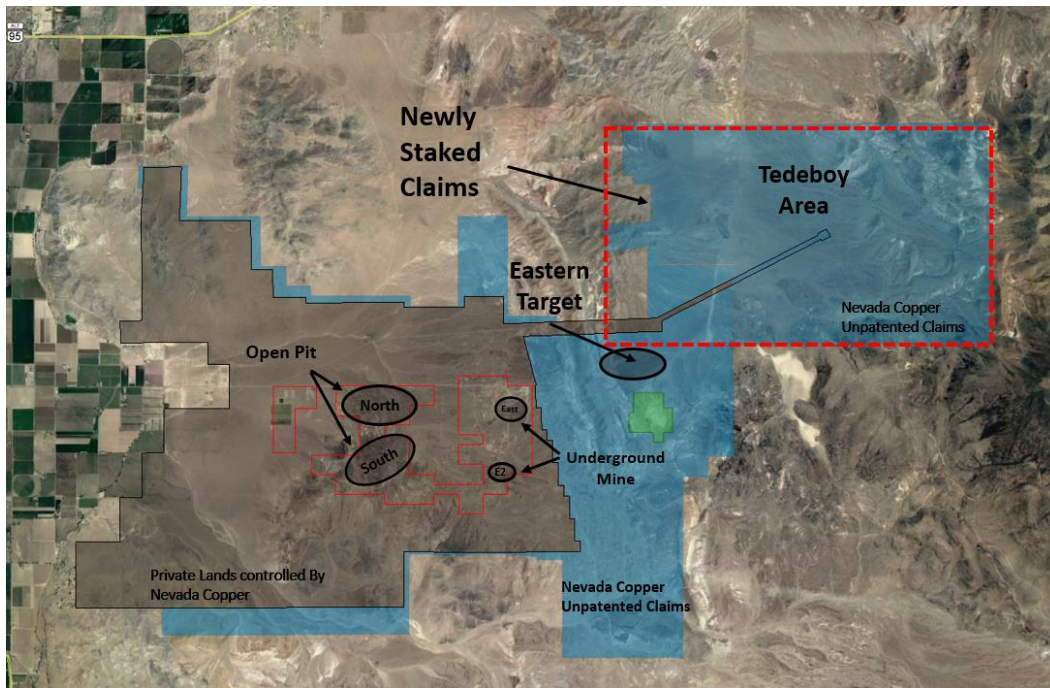 ALT
95
Newly
Staked
Claims
Tedeboy
Area
Eastern
Target
Nevada Copper
Unpatented Claims
Open Pit
North
East
South
E2
Underground
Mine
Private Lands controlled By
Nevada Copper
Nevada Copper
Unpatented Claims